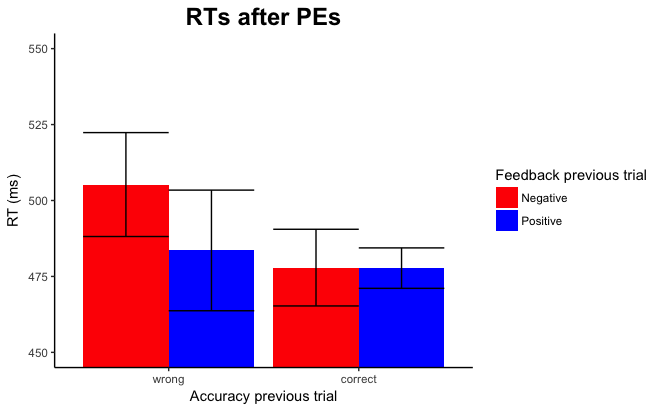 RTs after PEs
550
525
500
475
450
RT (ms)
wrong
correct
Accuracy previous trial
Feedback previous trial
Negative
Positive